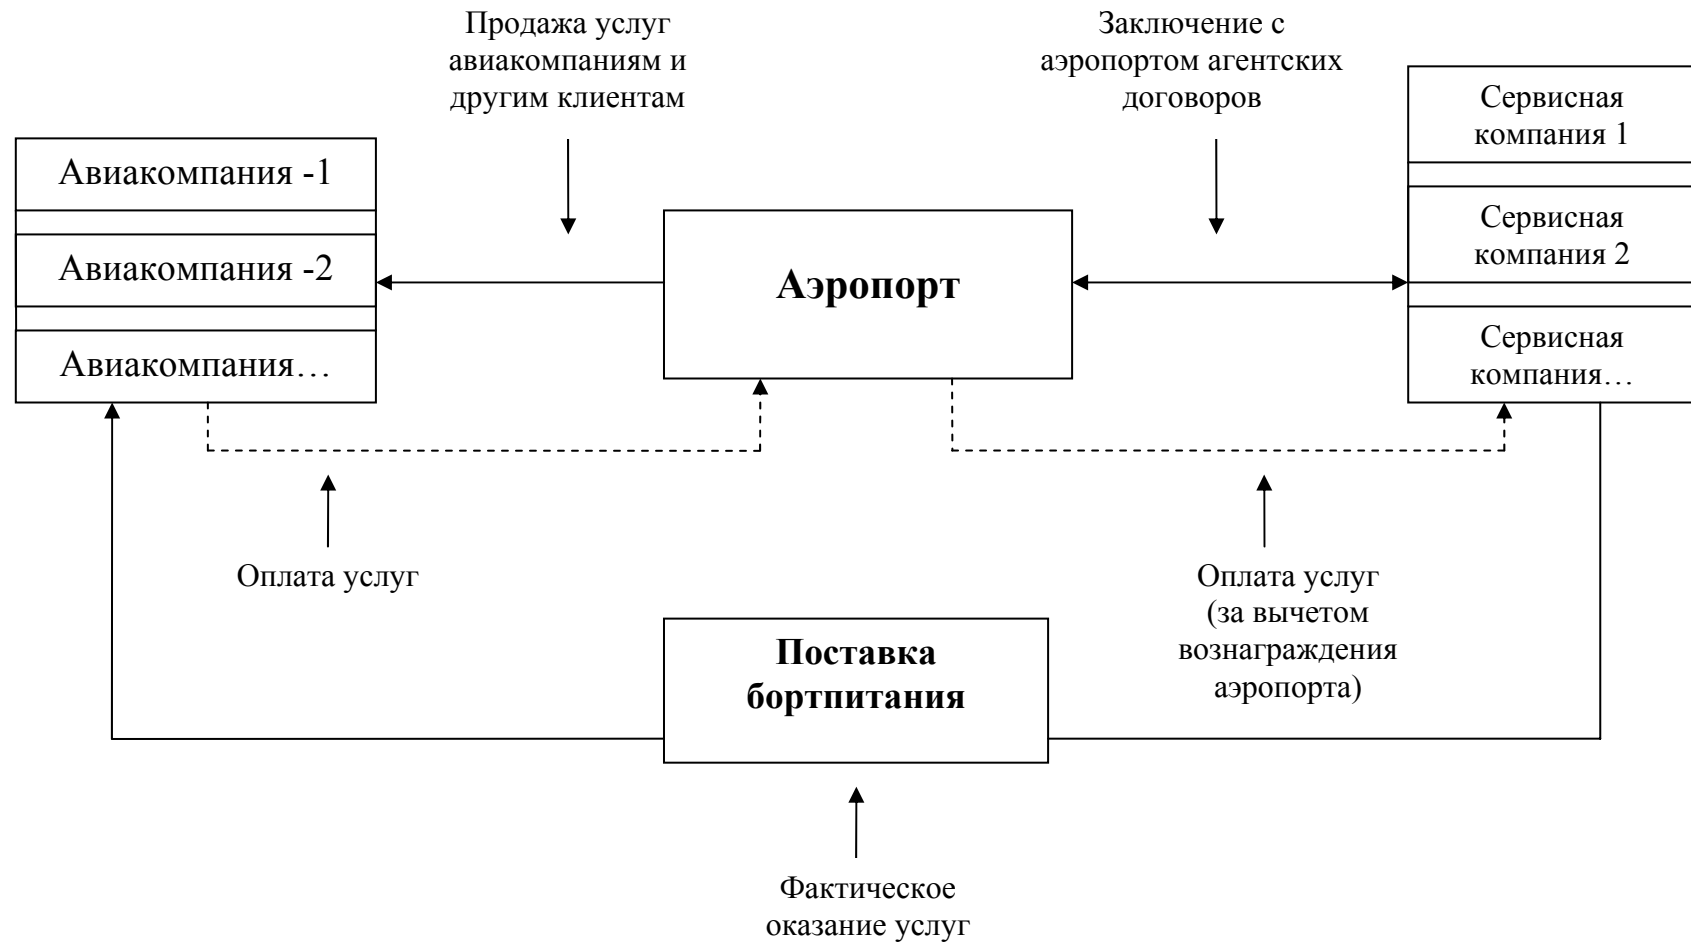 Продажа услуг
авиакомпаниям и
другим клиентам
Заключение с
аэропортом агентских
договоров
Авиакомпания -1
Авиакомпания -2
Авиакомпания…
Аэропорт
Сервисная
компания 1
Сервисная
компания 2
Сервисная
компания…
Оплата услуг
Оплата услуг
(за вычетом
вознаграждения
аэропорта)
Поставка
бортпитания
Фактическое
оказание услуг